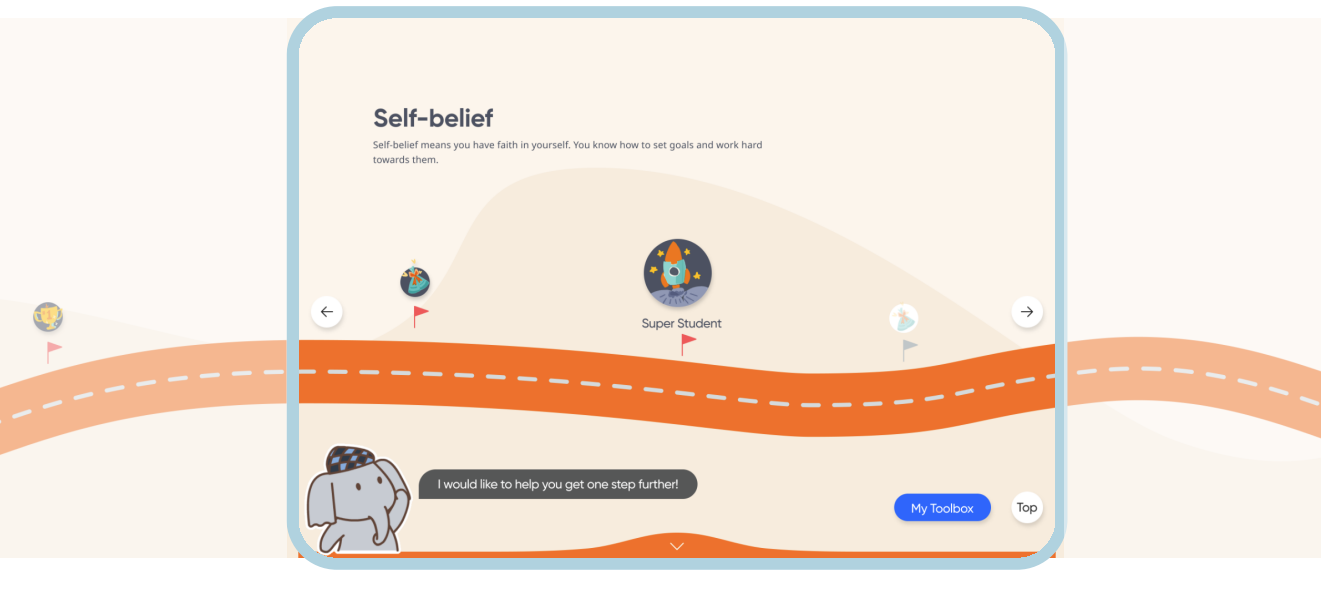 Self-belief
Self-belief means you have faith in yourself. You know how to set goals and work hard
towards them.
Super Student
I would like to help you get one step further!
My Toolbox
Top